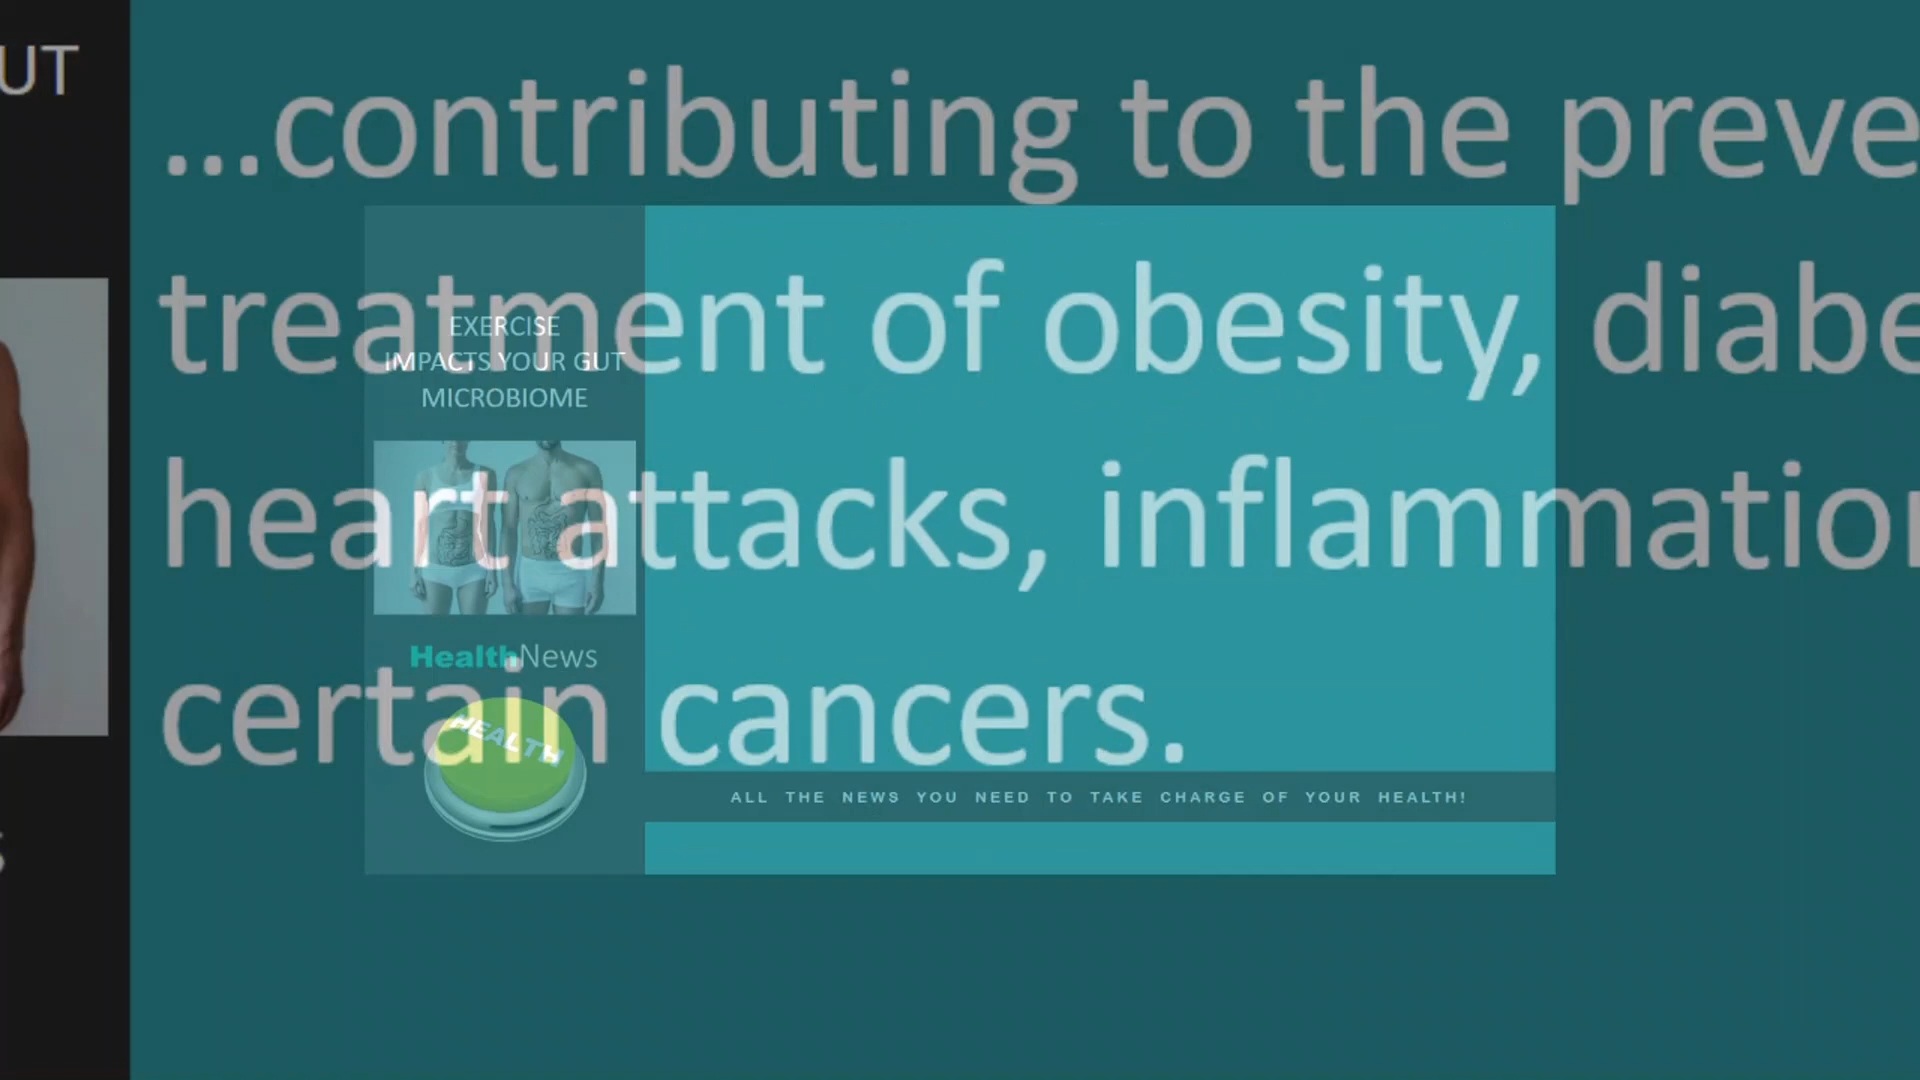 UT
...contributing to the preve
treatment of obesity, diabe
heart attacks, inflammation
certain cancers.
EXERCISE
IMPACTS YOUR GUT
MICROBIOME
HealthNews
HEALTH
ALL THE NEWS YOU NEED TO TAKE CHARGE OF YOUR HEALTH!
S